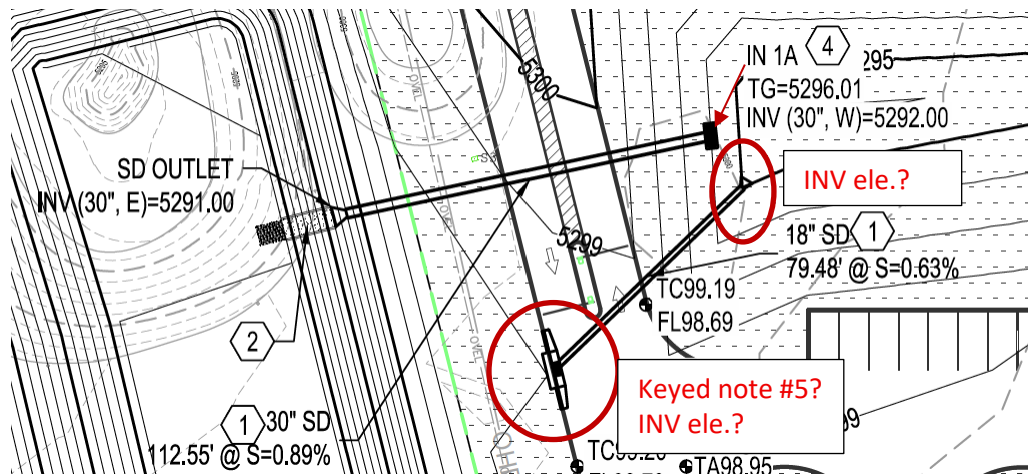 IN 1A
4
295
TG=5296.01
INV (30", W)=5292.00
5300
SD OUTLET
INV (30", E)=5291.00
INV ele.?
18" SD
1
79.48' @ S=0.63%
5299
TC99.19
FL98.69
2
Keyed note #5?
INV ele.?
1
30" SD
112.55' @ S=0.89%
99
TA98.95